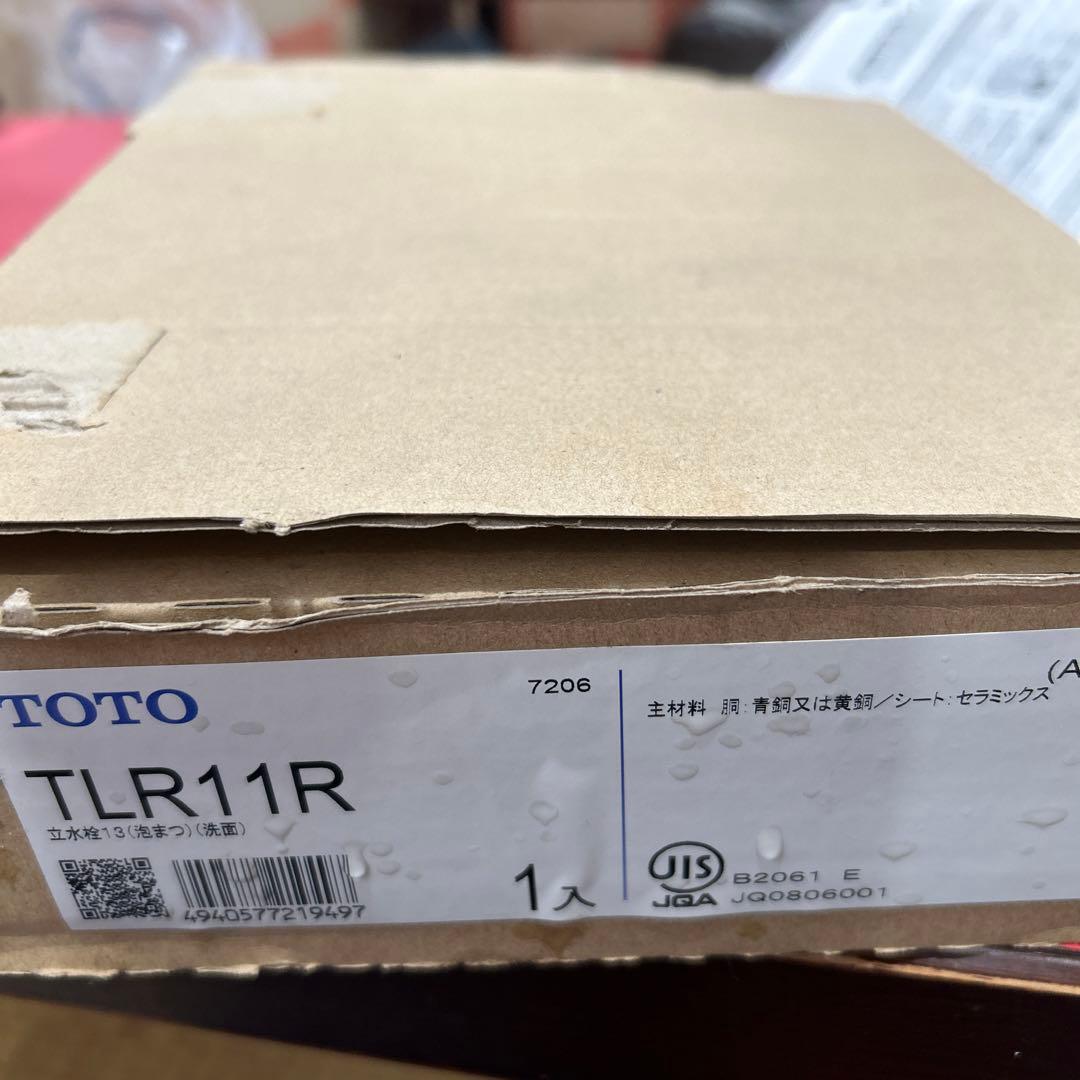 TOTO
7206
TLR11R
立水栓13(泡まつ)(洗面)
4940577219497
1入
(A
主材料 胴:青銅又は黄銅/シート:セラミックス
JIS
JQA
B2061 E
JQ0806001